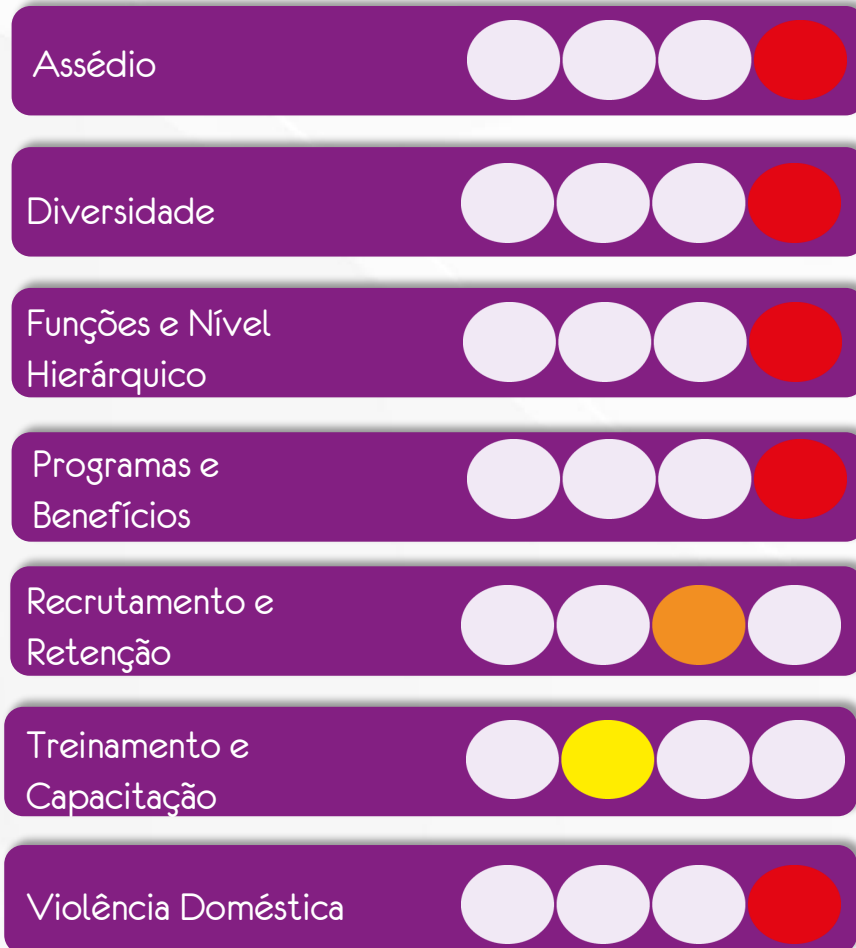 Assédio
Diversidade
Funções e Nível
Hierárquico
Programas e
Benefícios
Recrutamento e
Retenção
Treinamento e
Capacitação
Violência Doméstica